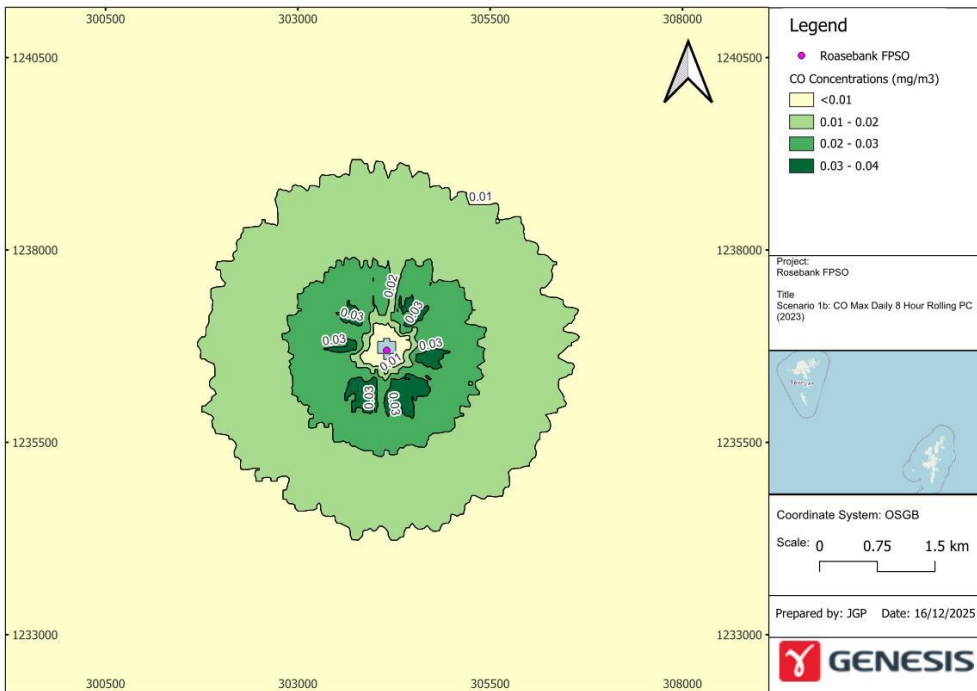 300500
303000
305500
308000
1240500
1240500
0.01
1238000
1238000
0.02
0.03
0.03
0.03
0.03
0.01
0.03
0.03
1235500
1235500
1233000
1233000
300500
303000
305500
308000
Legend
Roasebank FPSO
CO Concentrations (mg/m3)
<0.01
0.01 - 0.02
0.02 - 0.03
0.03 - 0.04
Project:
Rosebank FPSO
Title
Scenario 1b: CO Max Daily 8 Hour Rolling PC
(2023)
Coordinate System: OSGB
Scale: 0 0.75 1.5 km
Prepared by: JGP Date: 16/12/2025
GENESIS